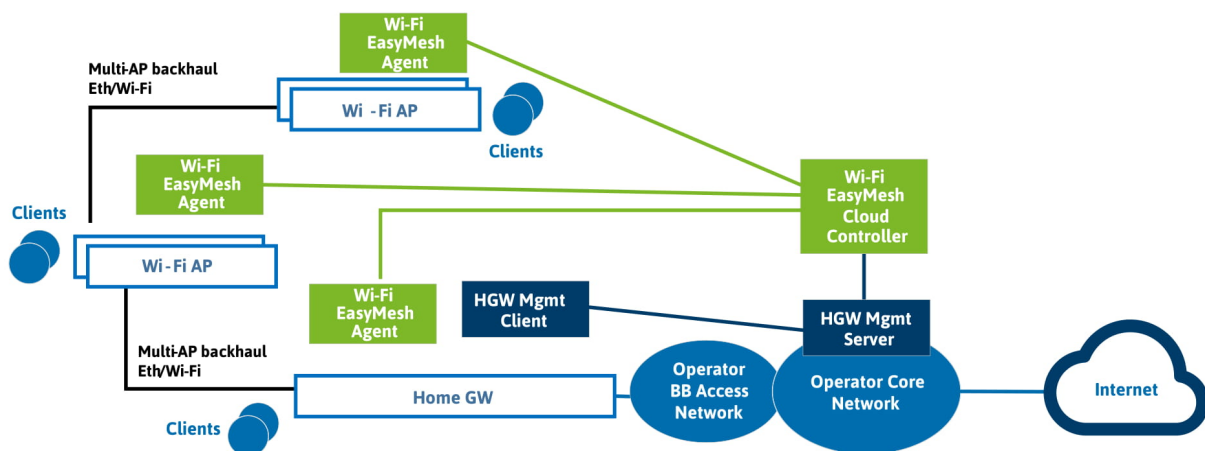 Wi-Fi
EasyMesh
Agent
Multi-AP backhaul
Eth/Wi-Fi
Wi - Fi AP
Clients
Wi-Fi
EasyMesh
Agent
Wi-Fi
EasyMesh
Cloud
Controller
Clients
Wi - Fi AP
Wi-Fi
EasyMesh
Agent
HGW Mgmt
Client
HGW Mgmt
Server
Multi-AP backhaul
Eth/Wi-Fi
Home GW
Operator
BB Access
Network
Operator Core
Network
Internet
Clients